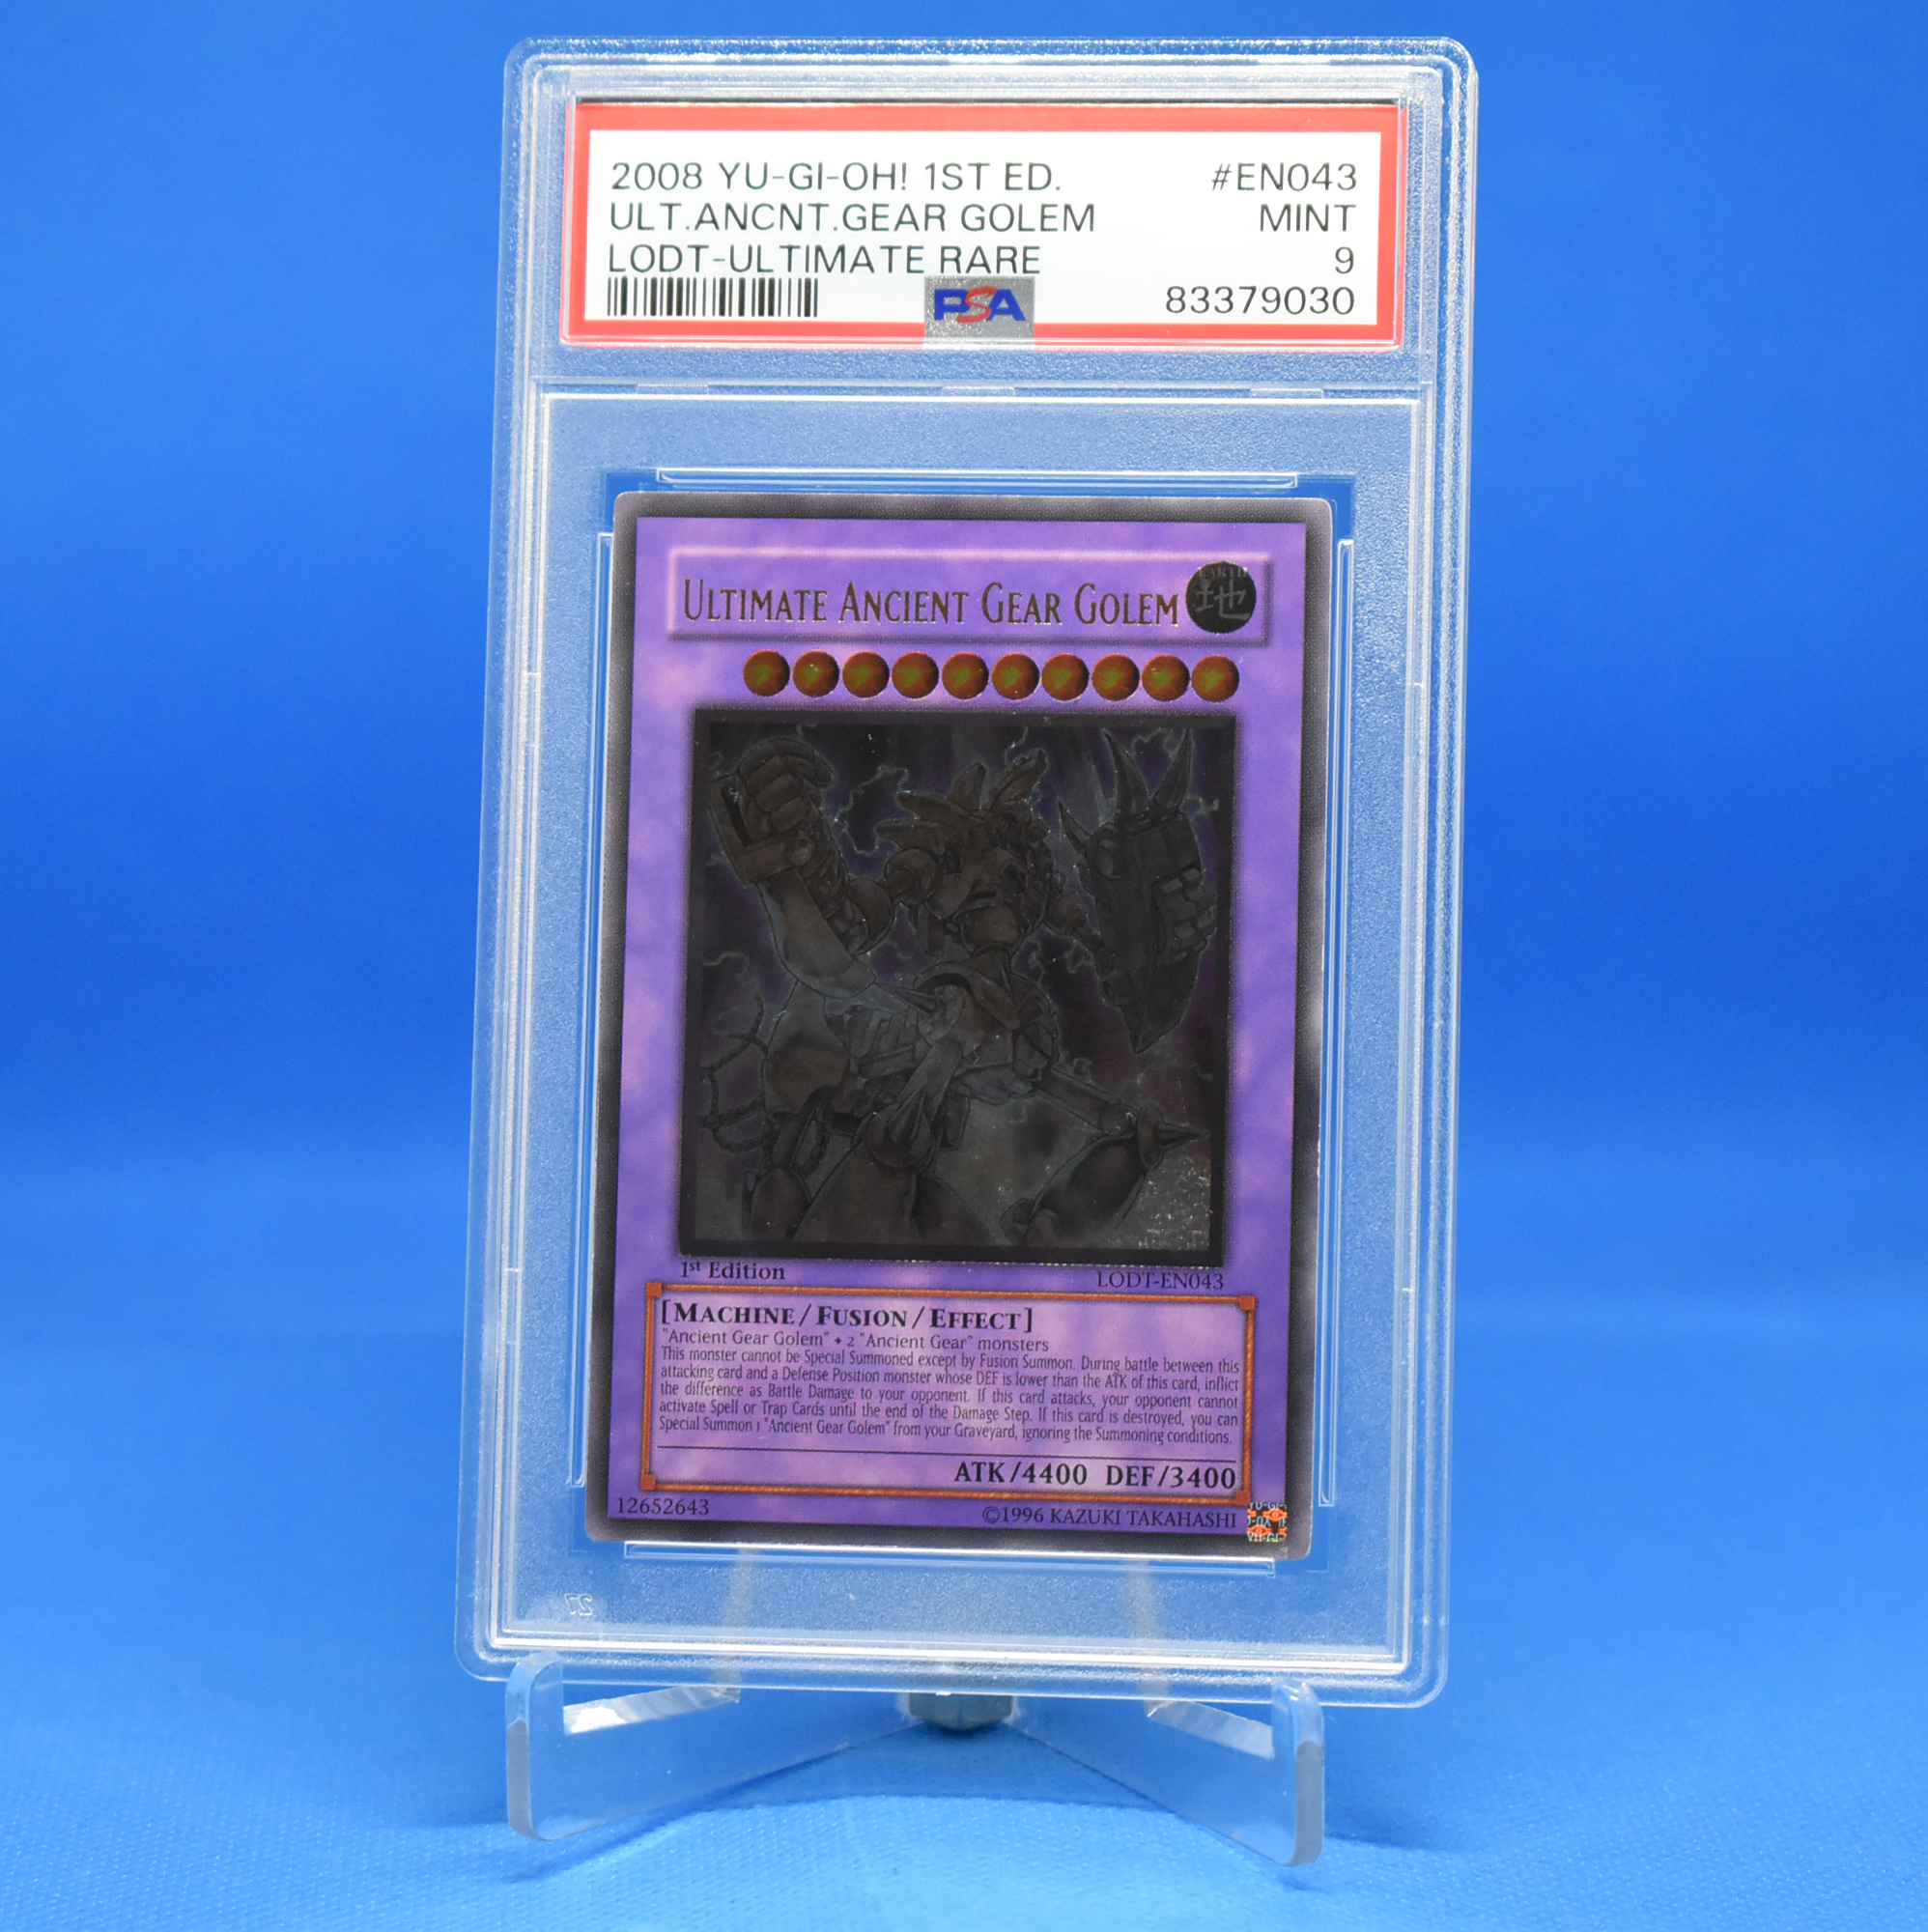 2008 YU-GI-OH! 1ST ED. #EN043
ULT.ANCNT.GEAR GOLEM MINT
LODT-ULTIMATE RARE 9
PSA 83379030
ULTIMATE ANCIENT GEAR GOLEM
EARTH
地
1st Edition LODT-EN043
[MACHINE/FUSION/EFFECT]
"Ancient Gear Golem" + 2 "Ancient Gear" monsters
This monster cannot be Special Summoned except by Fusion Summon. During battle between this
attacking card and a Defense Position monster whose DEF is lower than the ATK of this card, inflict
the difference as Battle Damage to your opponent. If this card attacks, your opponent cannot
activate Spell or Trap Cards until the end of the Damage Step. If this card is destroyed, you can
Special Summon 1 "Ancient Gear Golem" from your Graveyard, ignoring the Summoning conditions.
ATK/4400 DEF/3400
12652643 ©1996 KAZUKI TAKAHASHI
27